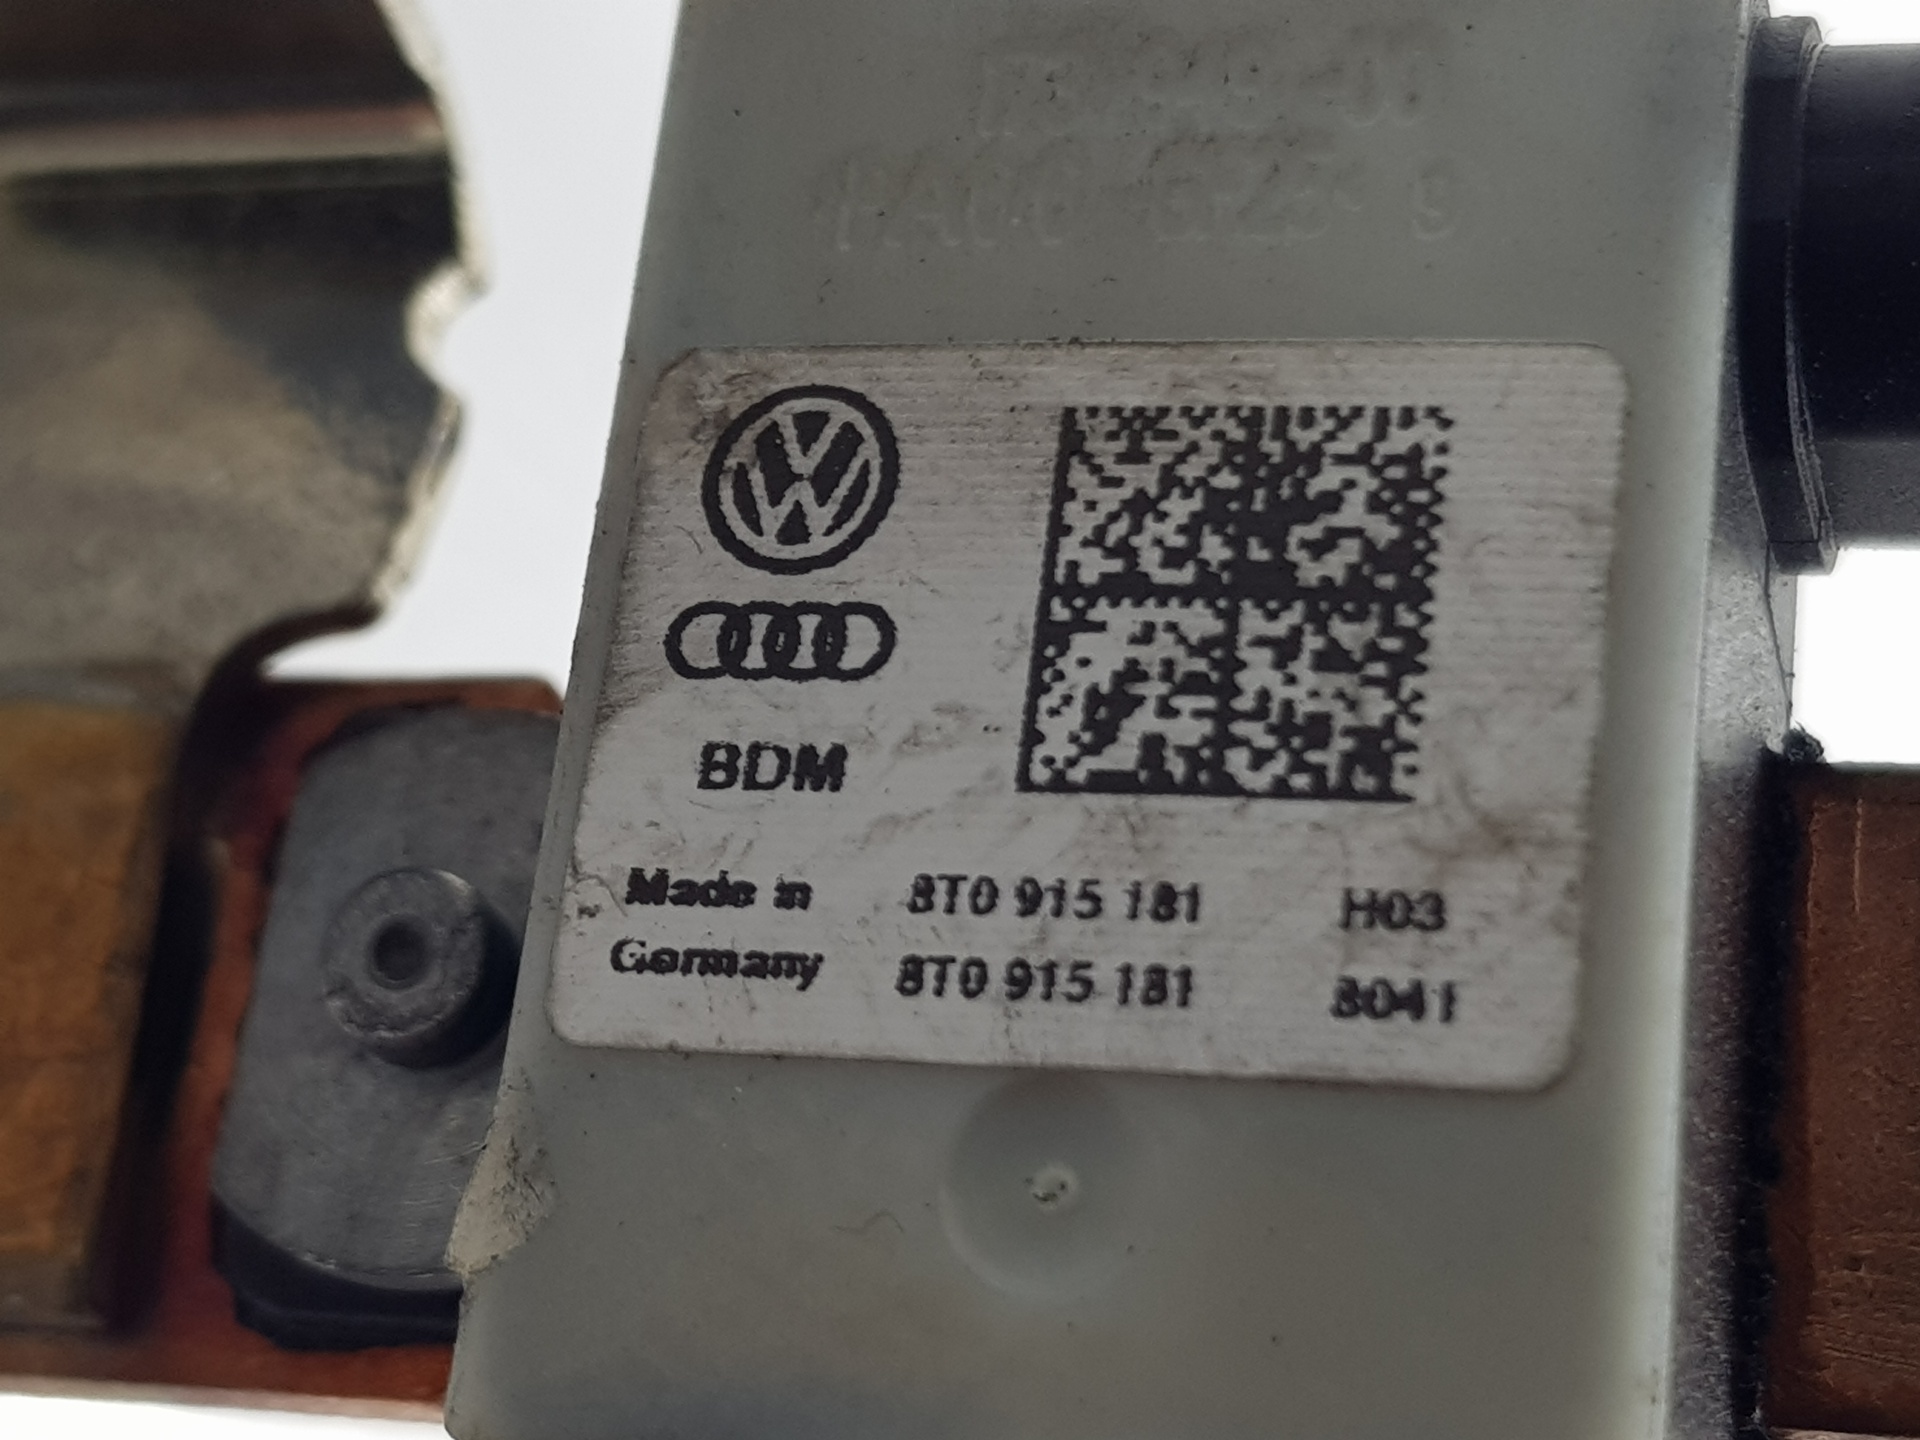 BDM
Made in 8T0 915 181 H03
Germany 8T0 915 181 8041